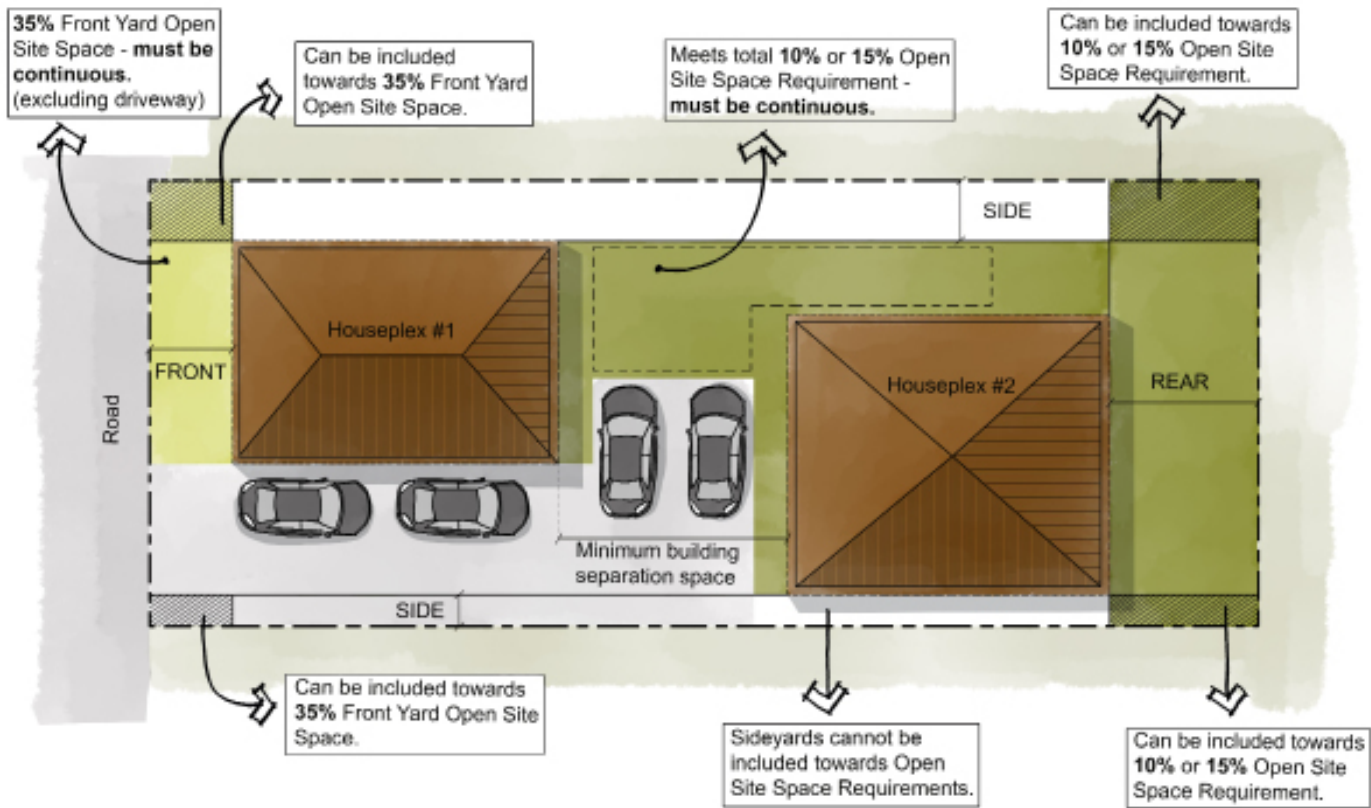 35% Front Yard Open
Site Space - must be
continuous.
(excluding driveway)
Can be included
towards 35% Front Yard
Open Site Space.
Meets total 10% or 15% Open
Site Space Requirement -
must be continuous.
Can be included towards
10% or 15% Open Site
Space Requirement.
SIDE
Houseplex #1
FRONT
Houseplex #2
REAR
Road
Minimum building
separation space
SIDE
Can be included towards
35% Front Yard Open Site
Space.
Sideyards cannot be
included towards Open
Site Space Requirements.
Can be included towards
10% or 15% Open Site
Space Requirement.